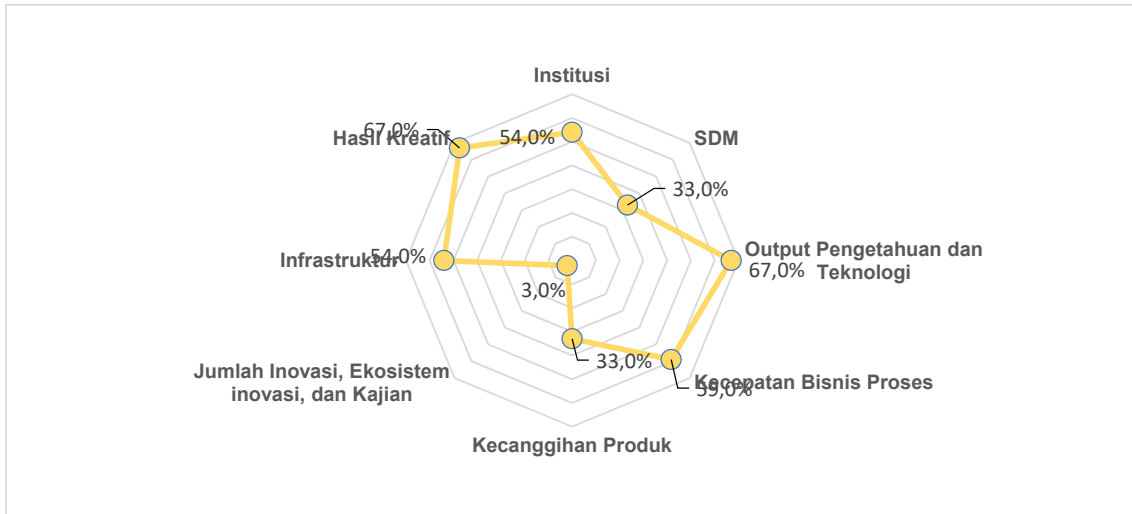 Institusi
67,0%
Hasil Kreatif
54,0%
SDM
33,0%
Output Pengetahuan dan
Teknologi
67,0%
Infrastruktur
54,0%
3,0%
33,0%
Jumlah Inovasi, Ekosistem
inovasi, dan Kajian
Kecepatan Bisnis Proses
59,0%
Kecanggihan Produk